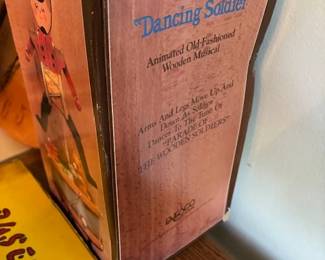 "Dancing Soldier"
Animated Old-Fashioned
Wooden Musical
Arms And Legs Move Up And
Down As Soldier
Dances To The Tune Of
"PARADE OF
THE WOODEN SOLDIERS"
ENESCO